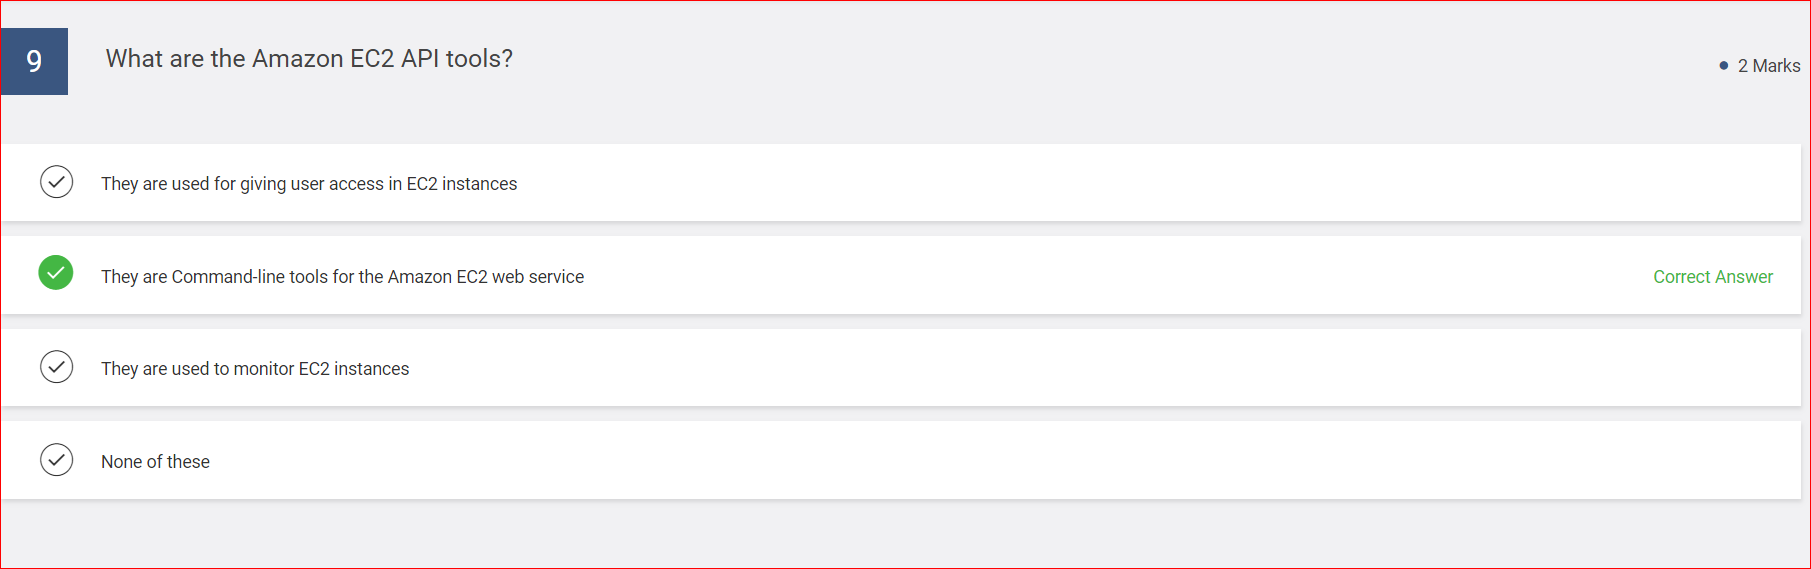 9
What are the Amazon EC2 API tools?
2 Marks
They are used for giving user access in EC2 instances
They are Command-line tools for the Amazon EC2 web service
Correct Answer
They are used to monitor EC2 instances
None of these